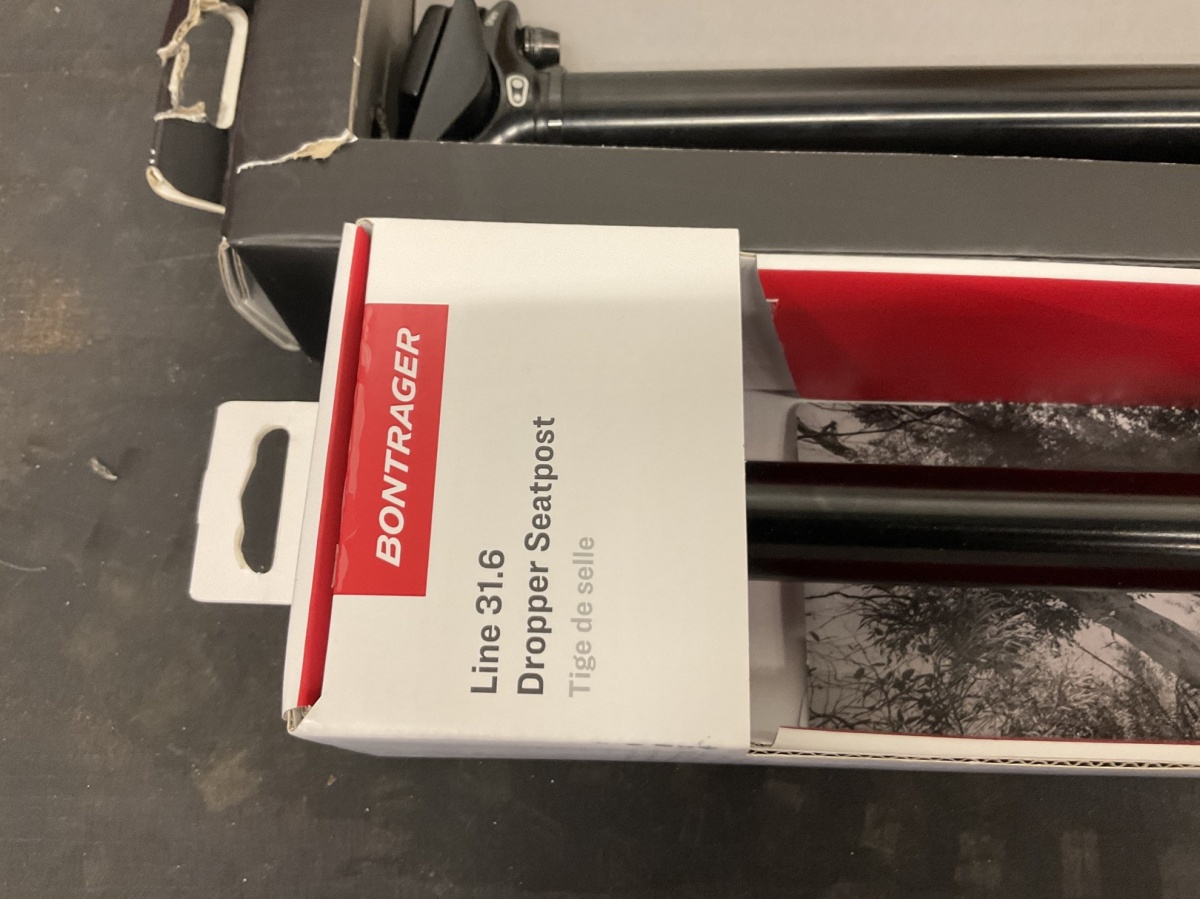 BONTRAGER
Line 31.6
Dropper Seatpost
Tige de selle